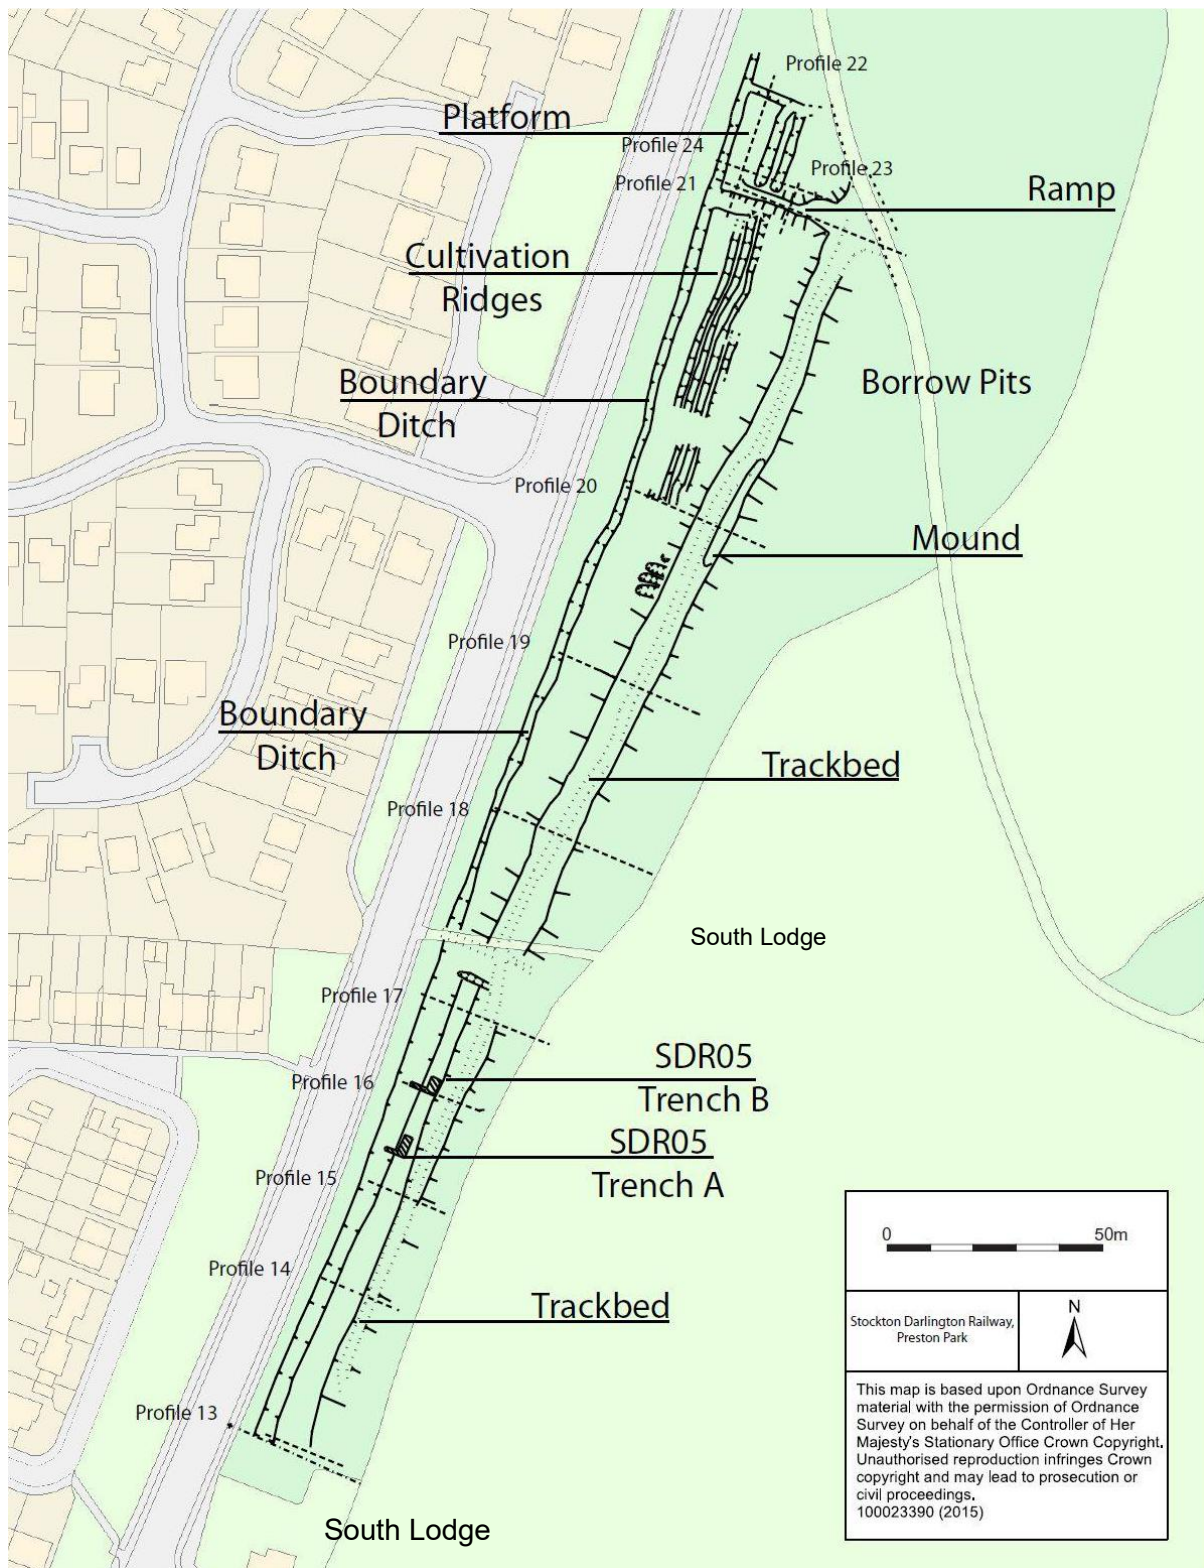 Profile 22
Platform
Profile 24
Profile 23
Profile 21
Ramp
Cultivation
Ridges
Boundary
Ditch
Borrow Pits
Profile 20
Mound
Profile 19
Boundary
Ditch
Trackbed
Profile 18
South Lodge
Profile 17
SDR05
Trench B
Profile 16
SDR05
Trench A
Profile 15
Profile 14
Trackbed
Profile 13
South Lodge
0 50m
Stockton Darlington Railway,
Preston Park
N
This map is based upon Ordnance Survey
material with the permission of Ordnance
Survey on behalf of the Controller of Her
Majesty's Stationary Office Crown Copyright.
Unauthorised reproduction infringes Crown
copyright and may lead to prosecution or
civil proceedings.
100023390 (2015)